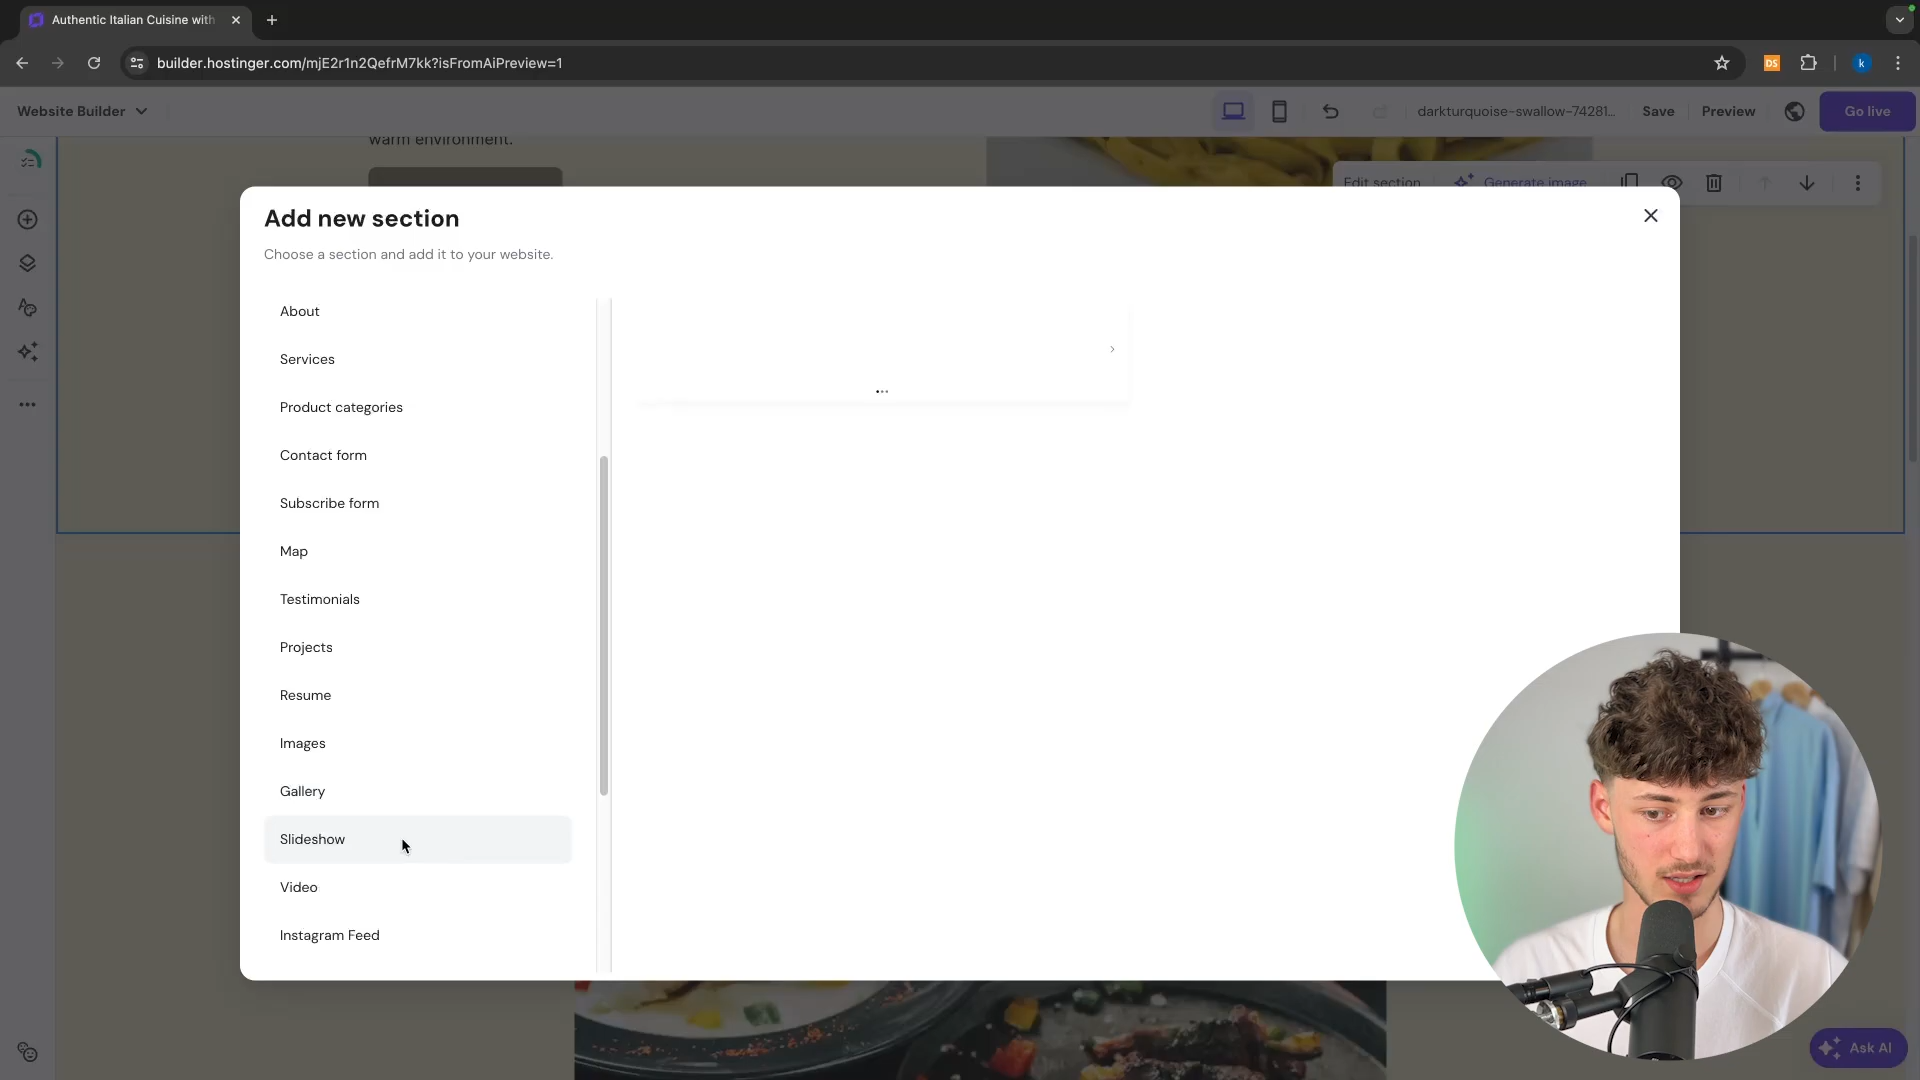 Authentic Italian Cuisine with
builder.hostinger.com/mjE2r1n2QefrM7kk?isFromAiPreview=1
DS
k
Website Builder
darkturquoise-swallow-74281...
Save
Preview
Go live
warm environment.
Edit section
Generate image
Add new section
Choose a section and add it to your website.
About
Services
Product categories
Contact form
Subscribe form
Map
Testimonials
Projects
Resume
Images
Gallery
Slideshow
Video
Instagram Feed
Ask AI